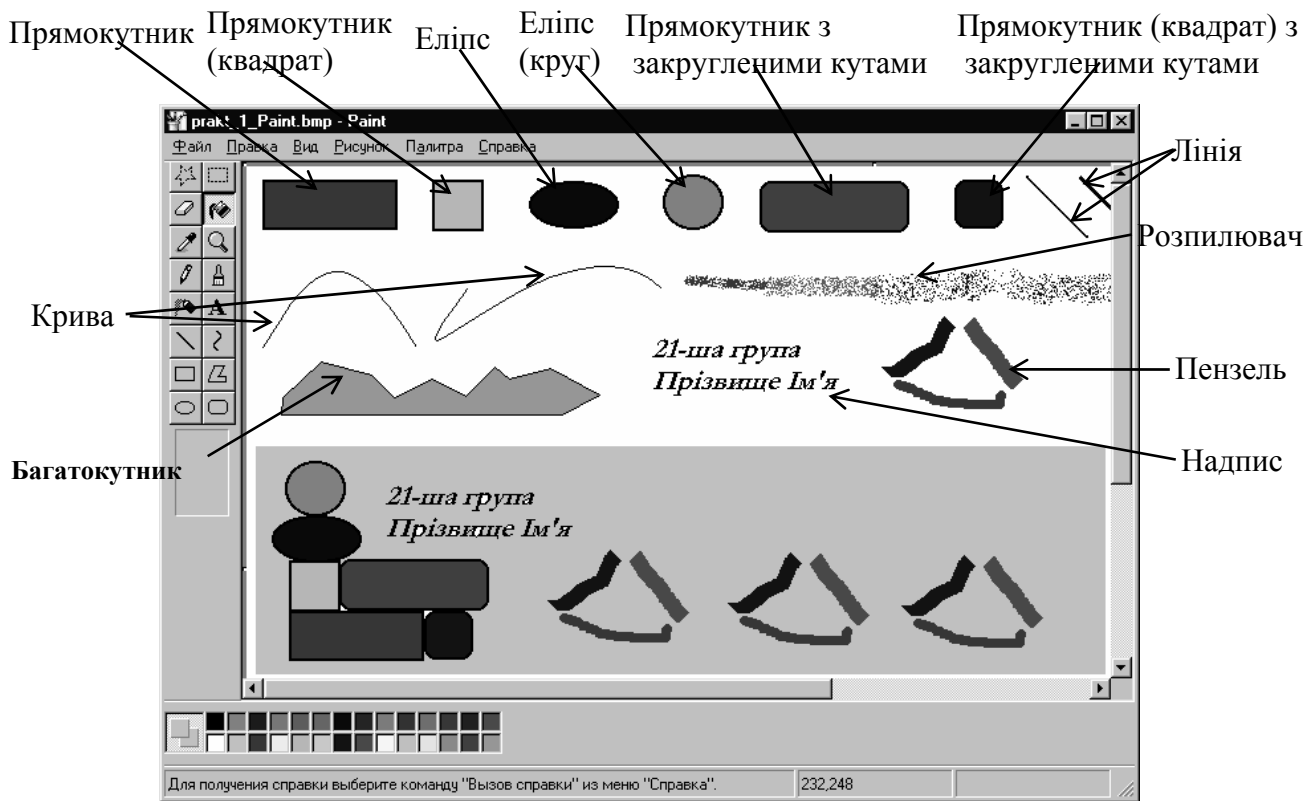 Прямокутник
Прямокутник
(квадрат)
Еліпс
Еліпс
(круг)
Прямокутник з
закругленими кутами
Прямокутник (квадрат) з
закругленими кутами
prakt_1_Paint.bmp - Paint
Файл Правка Вид Рисунок Палитра Справка
Лінія
Розпилювач
A
Крива
21-ша група
Прізвище Ім'я
Пензель
Багатокутник
Надпис
21-ша група
Прізвище Ім'я
Для получения справки выберите команду "Вызов справки" из меню "Справка".
232,248